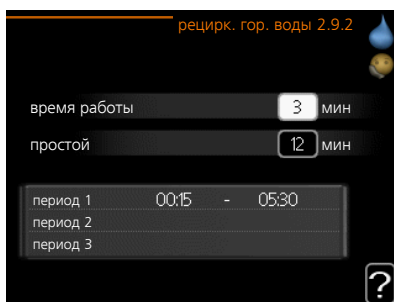 рецирк. гор. воды 2.9.2
время работы 3 мин
простой 12 мин
период 1 00:15 - 05:30
период 2
период 3
?